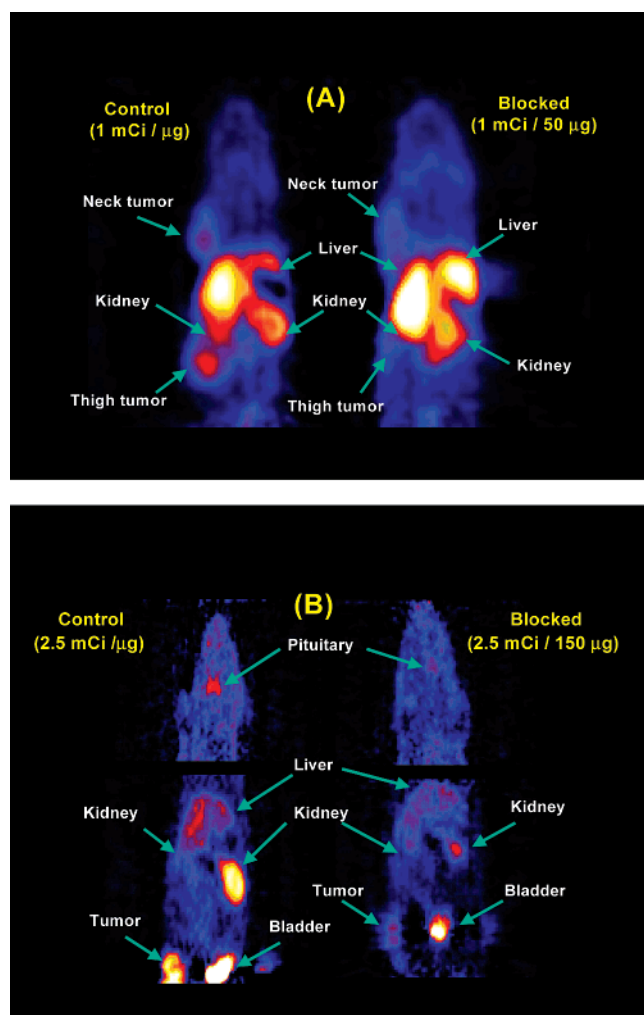 (A)
Control
(1 mCi / µg)
Blocked
(1 mCi / 50 µg)
Neck tumor
Neck tumor
Liver
Liver
Kidney
Kidney
Kidney
Thigh tumor
Thigh tumor
(B)
Control
(2.5 mCi /µg)
Blocked
(2.5 mCi / 150 µg)
Pituitary
Liver
Kidney
Kidney
Kidney
Tumor
Tumor
Bladder
Bladder